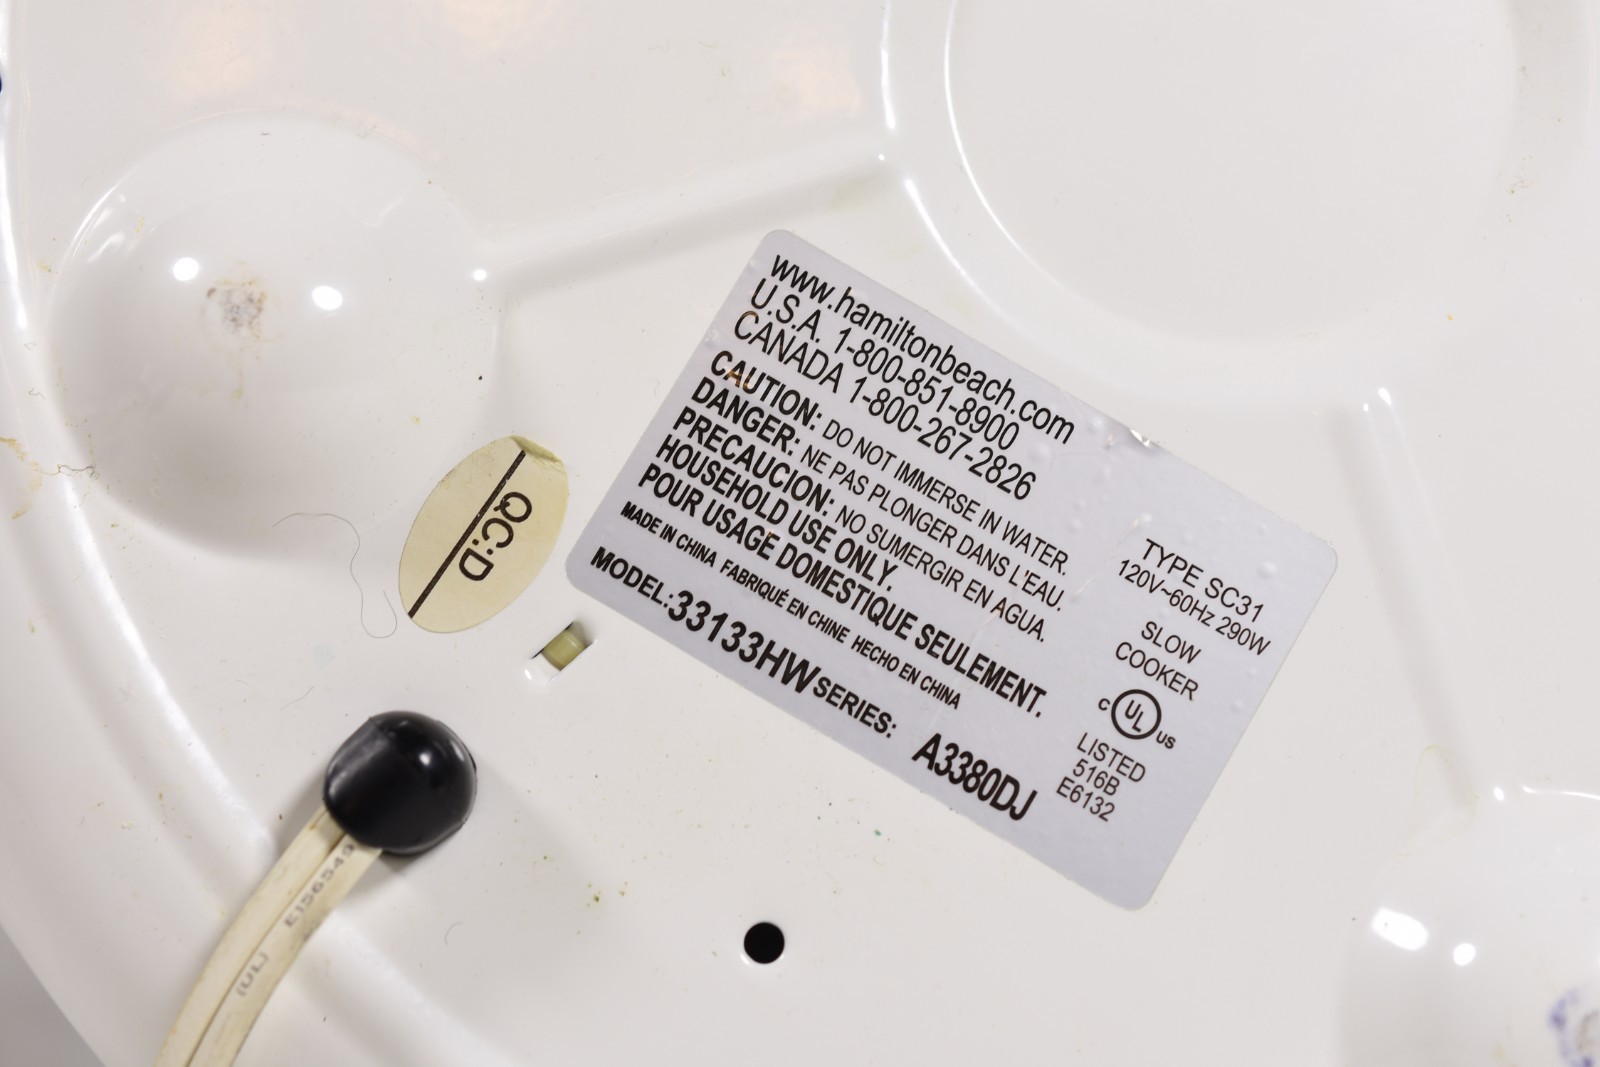 www.hamiltonbeach.com
U.S.A. 1-800-851-8900
CANADA 1-800-267-2826
CAUTION: DO NOT IMMERSE IN WATER.
DANGER: NE PAS PLONGER DANS L'EAU.
PRECAUCION: NO SUMERGIR EN AGUA.
HOUSEHOLD USE ONLY.
POUR USAGE DOMESTIQUE SEULEMENT.
MADE IN CHINA FABRIQUÉ EN CHINE HECHO EN CHINA
MODEL: 33133HW SERIES: A3380DJ
TYPE SC31
120V~60Hz 290W
SLOW
COOKER
C UL US
LISTED
516B
E6132
QC:D
E156549
(UL)